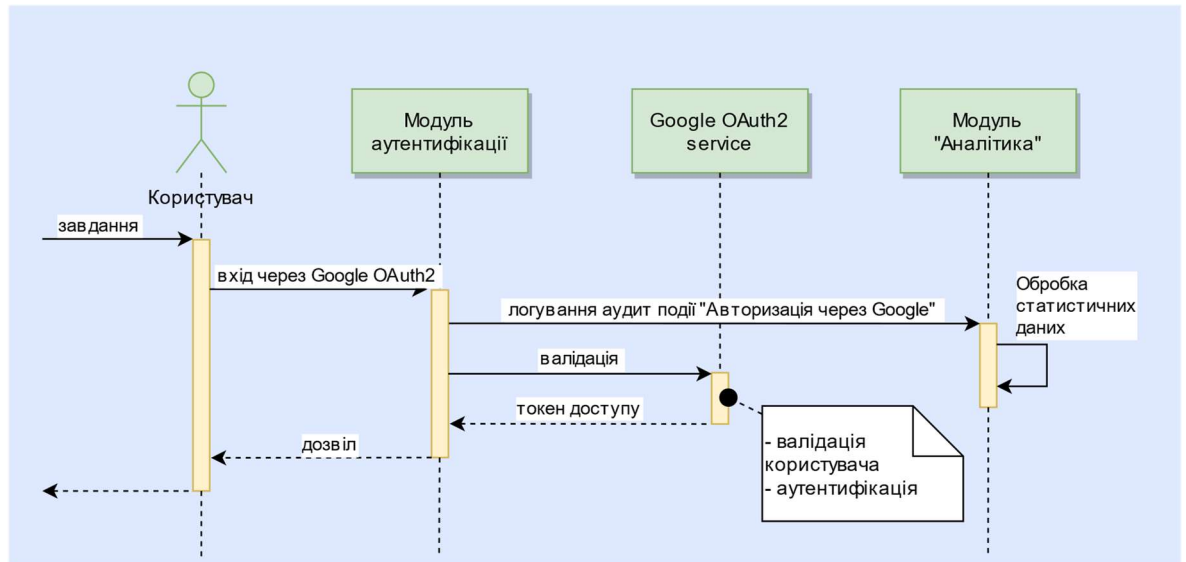 Користувач
Модуль
аутентифікації
Google OAuth2
service
Модуль
"Аналітика"
завдання
вхід через Google OAuth2
логування аудит події "Авторизація через Google"
Обробка
статистичних
даних
валідація
токен доступу
дозвіл
- валідація
користувача
- аутентифікація